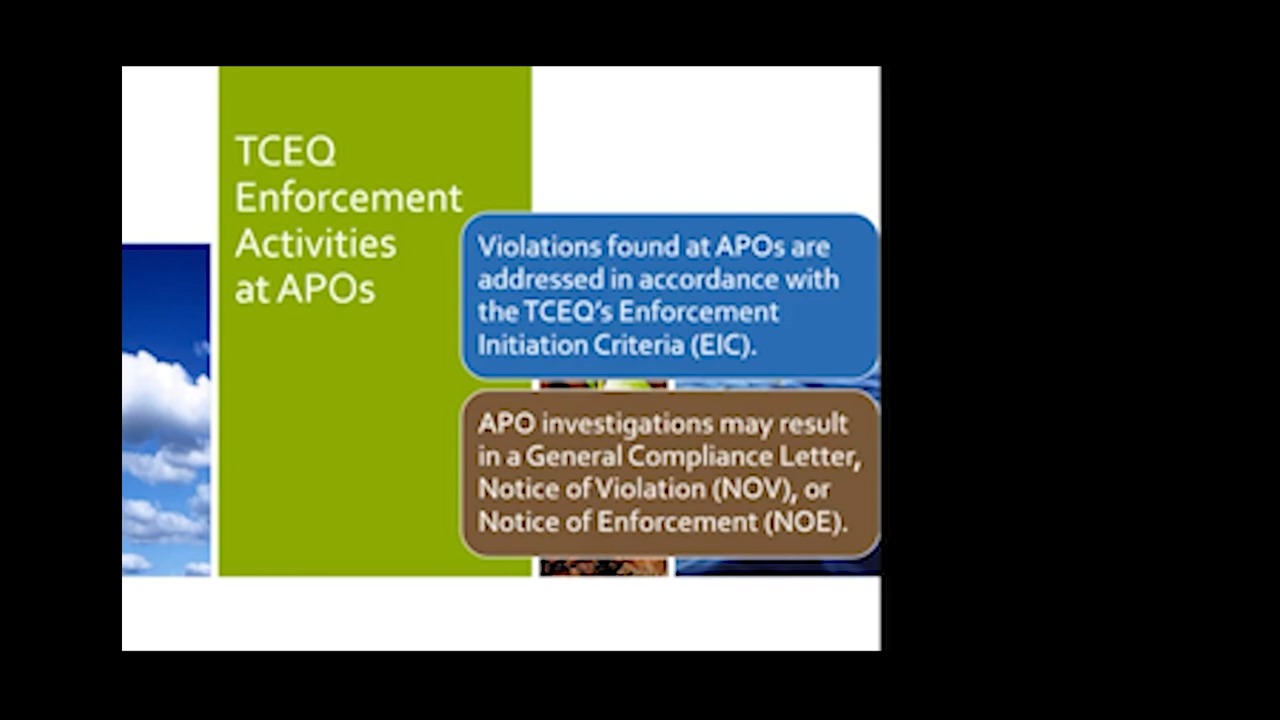 TCEQ
Enforcement
Activities
at APOs
Violations found at APOs are
addressed in accordance with
the TCEQ's Enforcement
Initiation Criteria (EIC).
APO investigations may result
in a General Compliance Letter,
Notice of Violation (NOV), or
Notice of Enforcement (NOE).